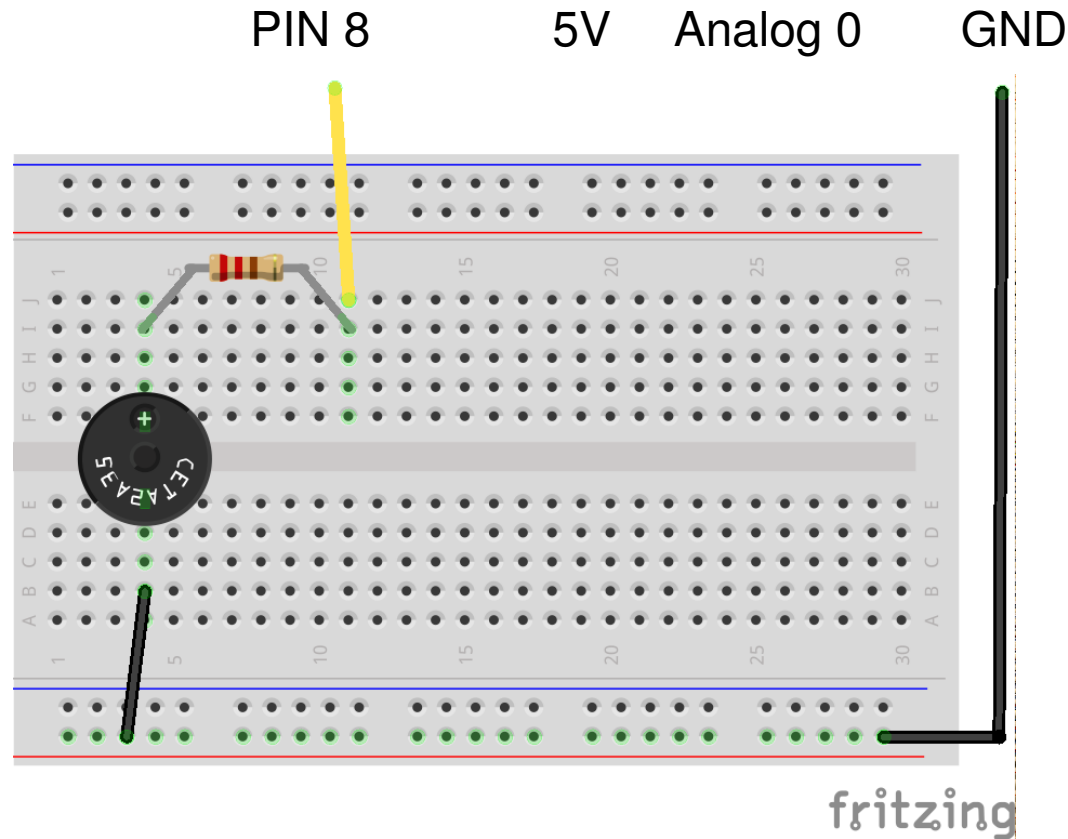 PIN 8 5V Analog 0 GND
1 5 10 15 20 25 30
J J
I I
H H
G G
F F
+
CETA2A35
E E
D D
C C
B B
A A
1 5 10 15 20 25 30
fritzing